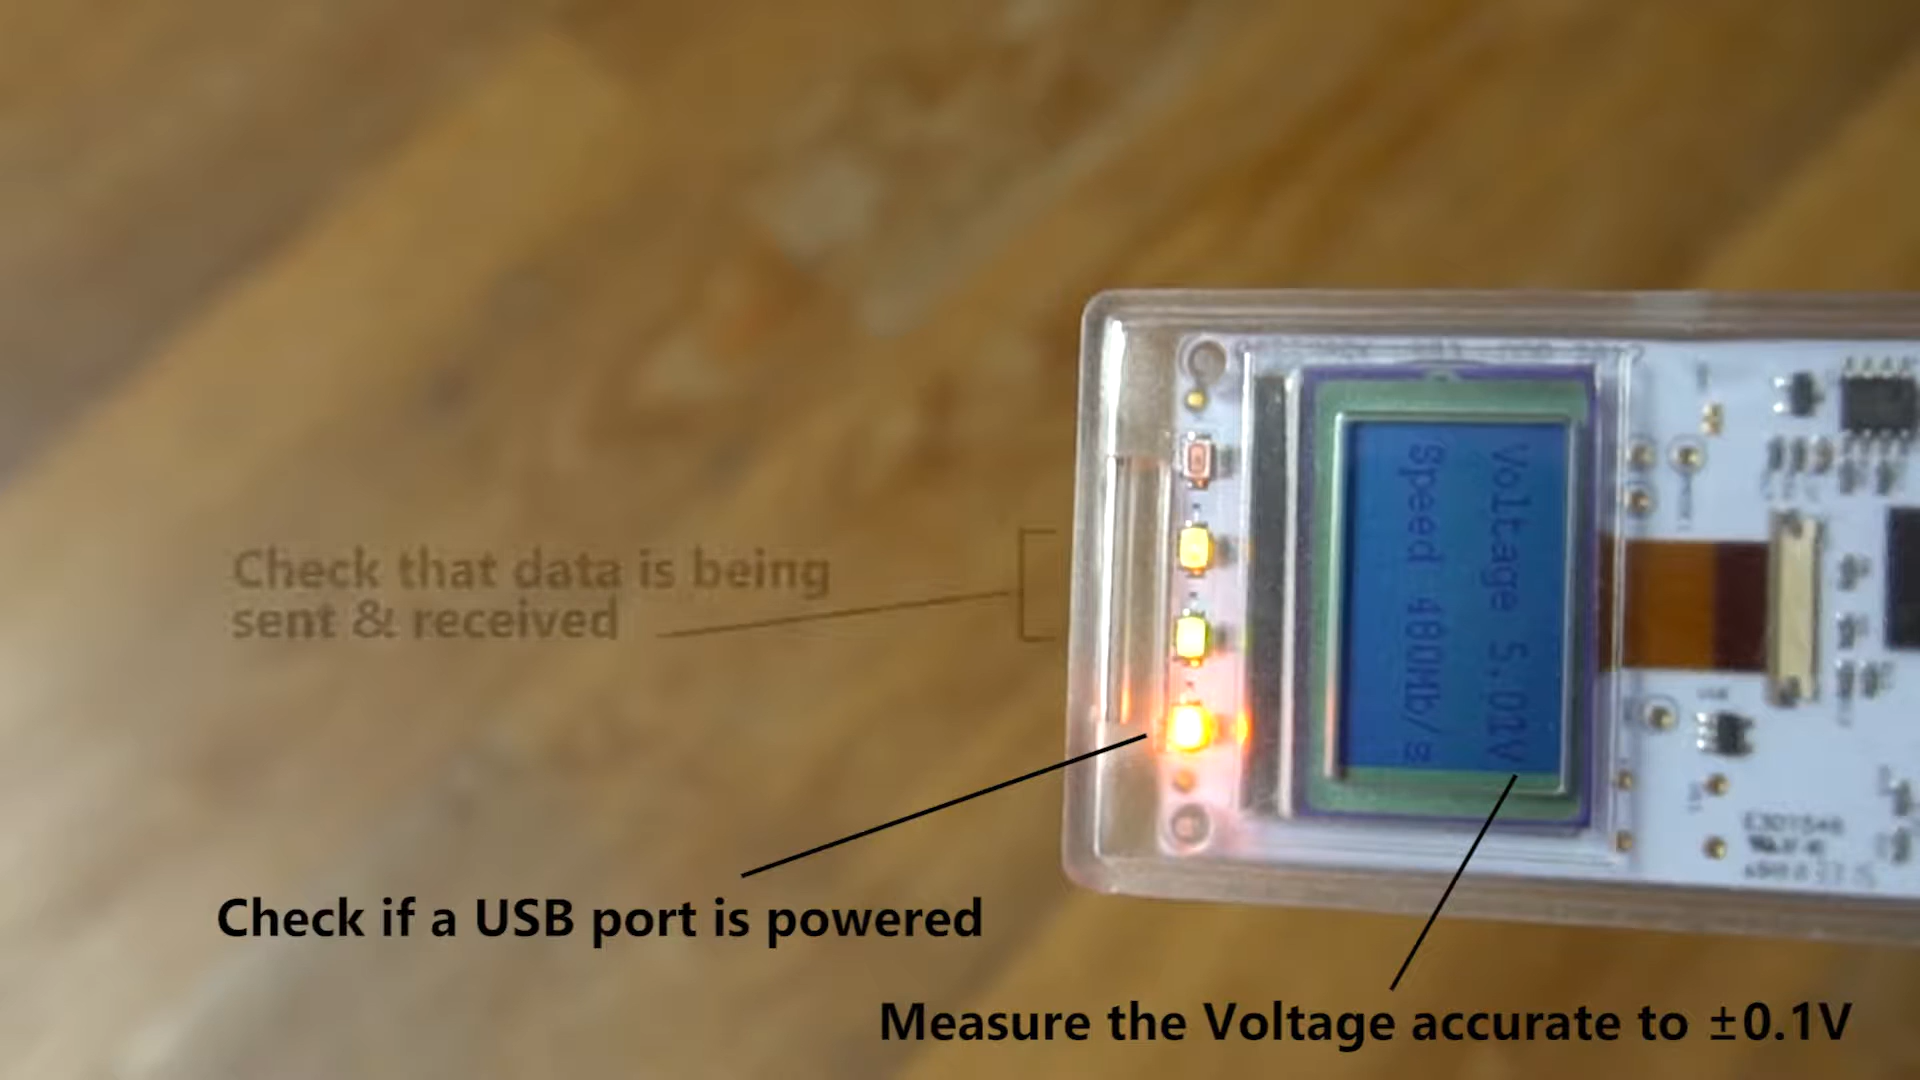 Check that data is being
sent & received
Voltage 5.01V
Speed 480Mb/s
Check if a USB port is powered
Measure the Voltage accurate to ±0.1V